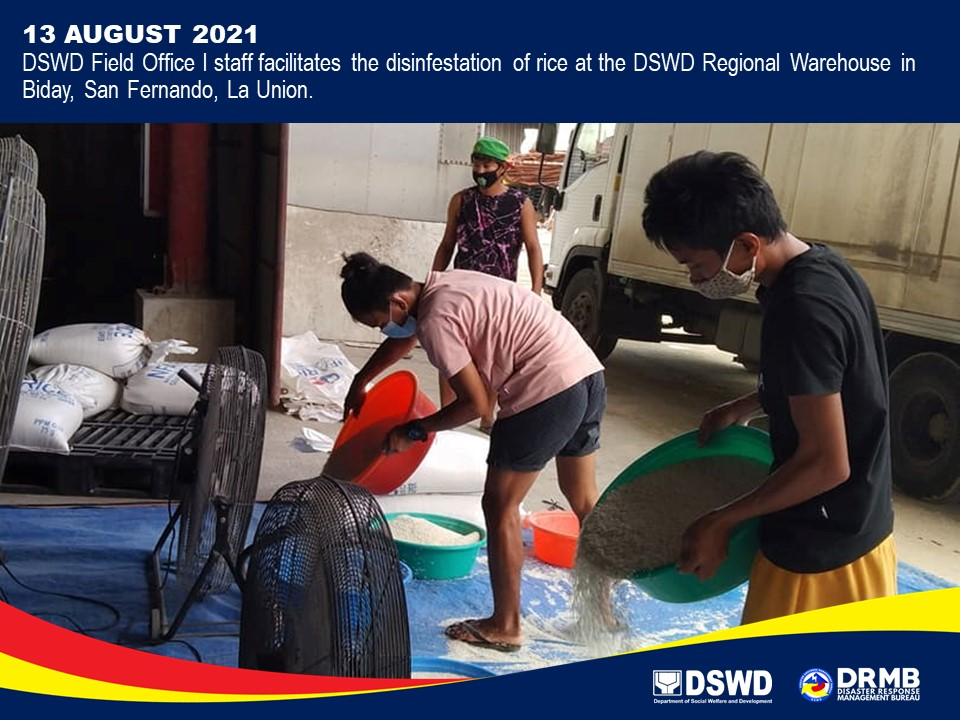 13 AUGUST 2021
DSWD Field Office I staff facilitates the disinfestation of rice at the DSWD Regional Warehouse in
Biday, San Fernando, La Union.
DSWD
Department of Social Welfare and Development
DRMB
DISASTER RESPONSE
MANAGEMENT BUREAU